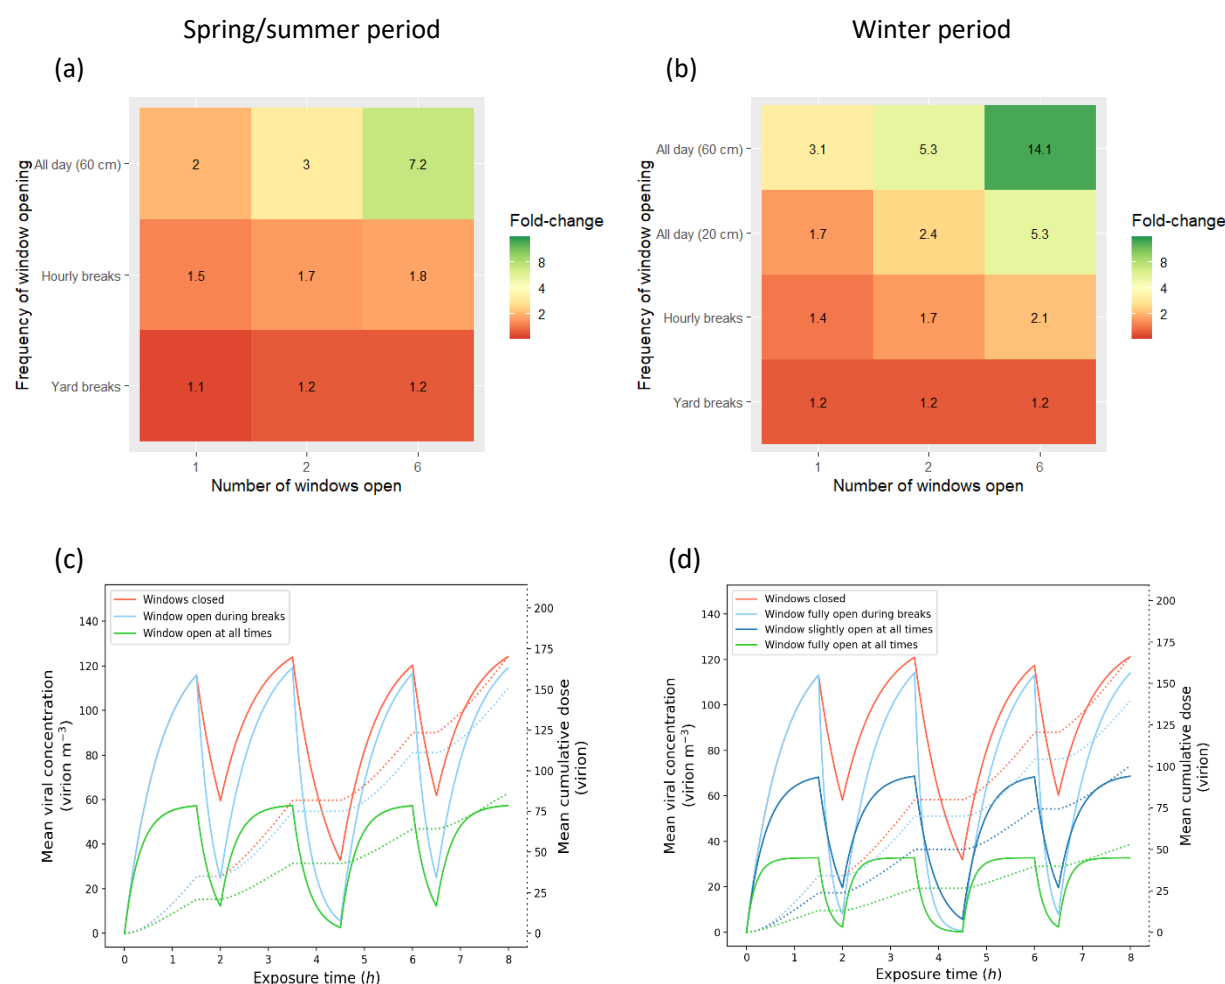 Spring/summer period
Winter period
(a)
(b)
All day (60 cm)
Hourly breaks
Yard breaks
Frequency of window opening
2
3
7.2
1.5
1.7
1.8
1.1
1.2
1.2
1
2
6
Number of windows open
Fold-change
8
4
2
All day (60 cm)
All day (20 cm)
Hourly breaks
Yard breaks
Frequency of window opening
3.1
5.3
14.1
1.7
2.4
5.3
1.4
1.7
2.1
1.2
1.2
1.2
1
2
6
Number of windows open
Fold-change
8
4
2
(c)
Windows closed
Window open during breaks
Window open at all times
Mean viral concentration
(virion m⁻³)
140
120
100
80
60
40
20
0
200
175
150
125
100
75
50
25
0
Mean cumulative dose
(virion)
0 1 2 3 4 5 6 7 8
Exposure time (h)
(d)
Windows closed
Window fully open during breaks
Window slightly open at all times
Window fully open at all times
Mean viral concentration
(virion m⁻³)
140
120
100
80
60
40
20
0
200
175
150
125
100
75
50
25
0
Mean cumulative dose
(virion)
0 1 2 3 4 5 6 7 8
Exposure time (h)